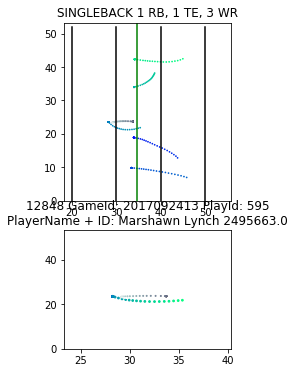 SINGLEBACK 1 RB, 1 TE, 3 WR
50
40
30
20
10
0
20 30 40 50
12848 GameId: 2017092413 PlayId: 595
PlayerName + ID: Marshawn Lynch 2495663.0
40
20
0
25 30 35 40